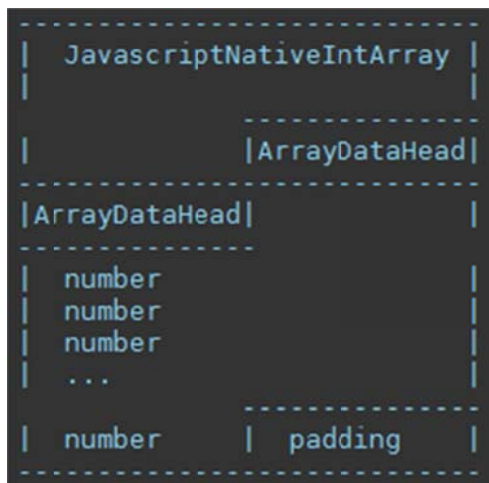 JavascriptNativeIntArray
ArrayDataHead
ArrayDataHead
number
number
number
...
number | padding